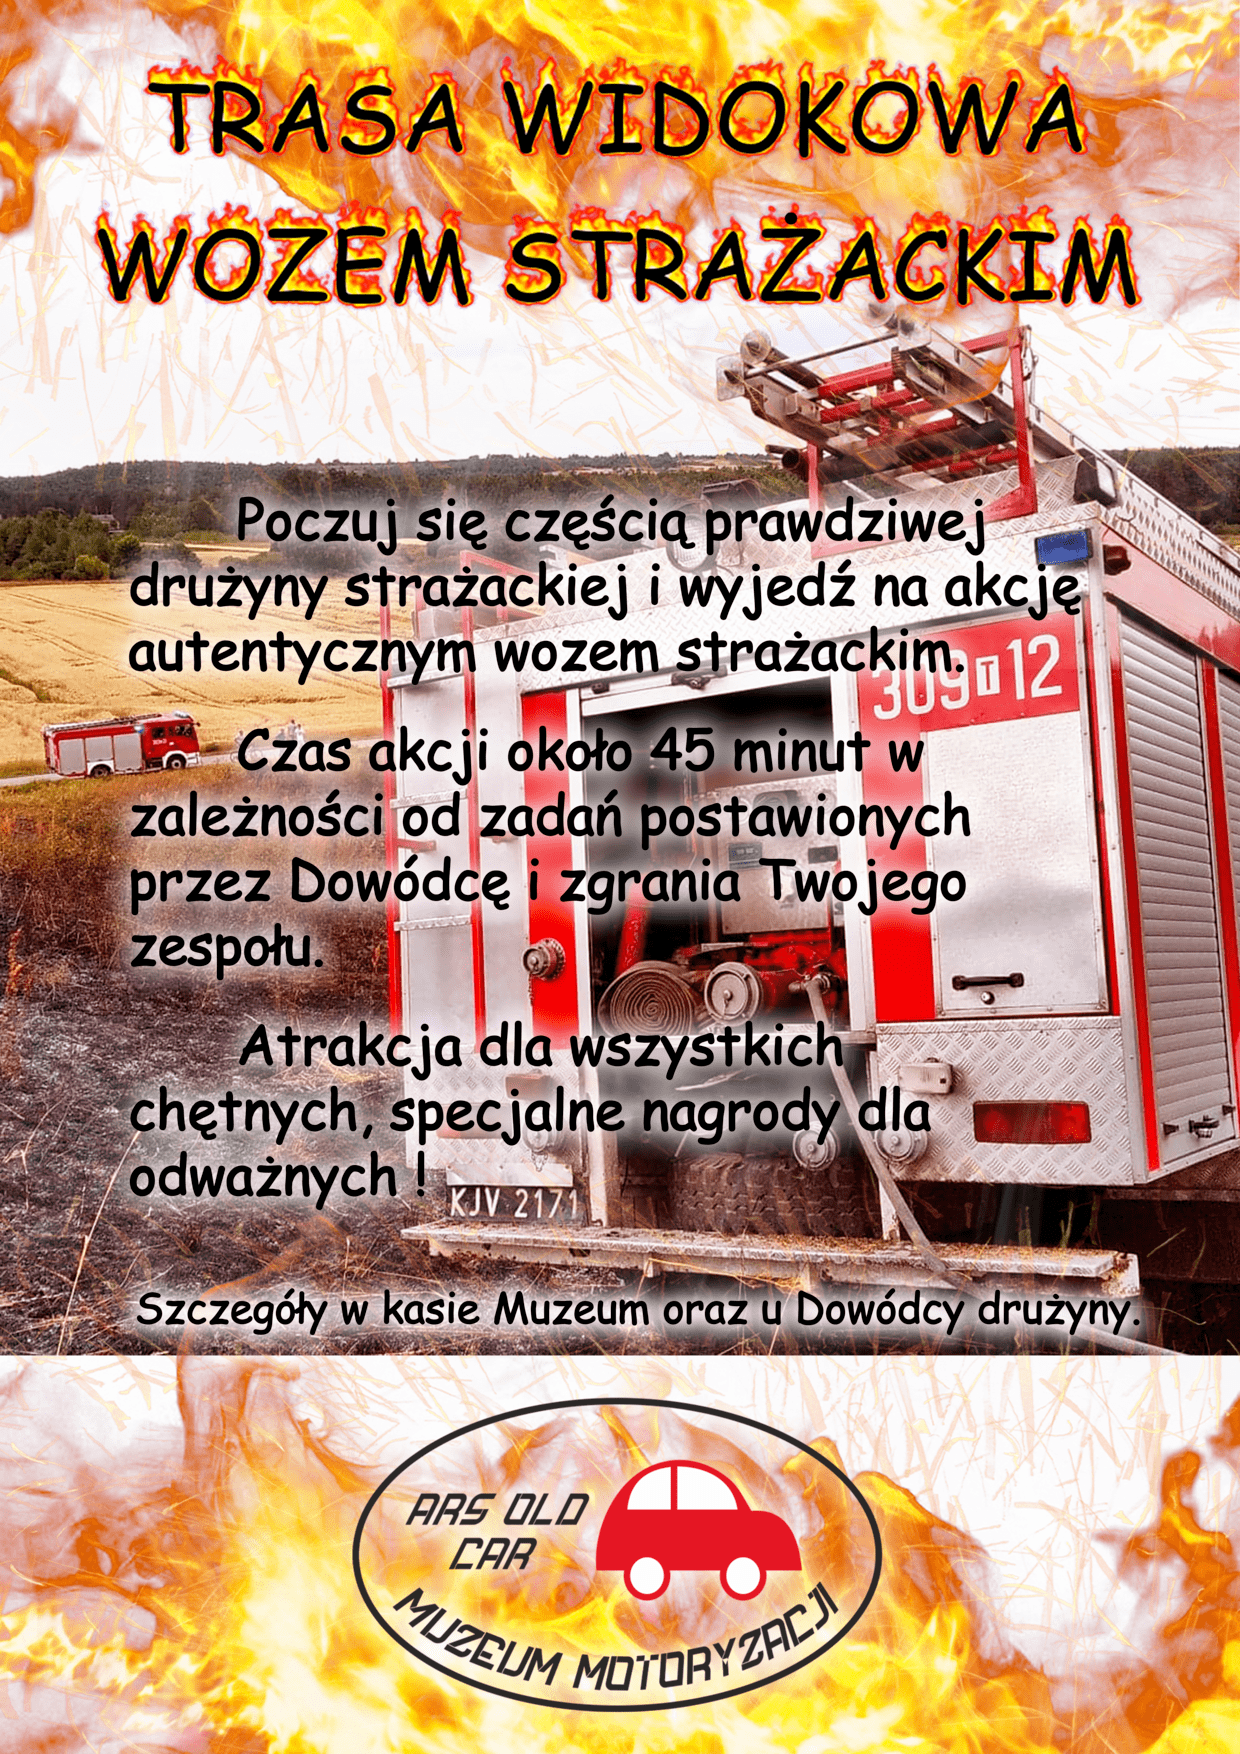 TRASA WIDOKOWA
WOZEM STRAŻACKIM
Poczuj się częścią prawdziwej
drużyny strażackiej i wyjedź na akcję
autentycznym wozem strażackim.
309 T 12
Czas akcji około 45 minut w
zależności od zadań postawionych
przez Dowódcę i zgrania Twojego
zespołu.
Atrakcja dla wszystkich
chętnych, specjalne nagrody dla
odważnych !
KJV 2171
Szczegóły w kasie Muzeum oraz u Dowódcy drużyny.
ARS OLD
CAR
MUZEUM MOTORYZACJI